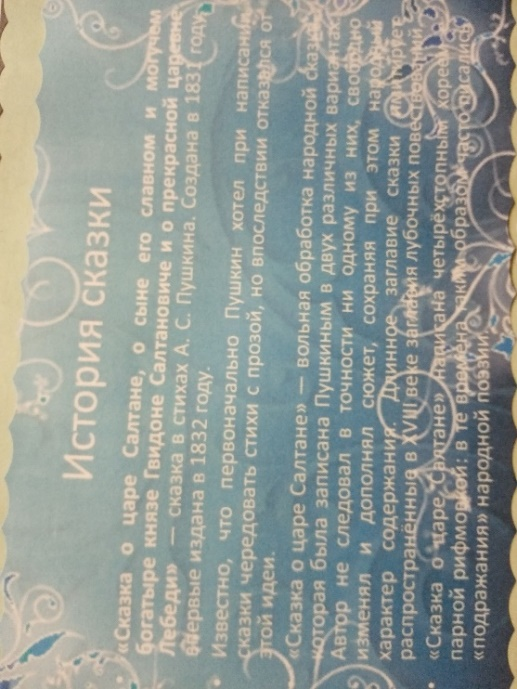 История сказки
«Сказка о царе Салтане, о сыне его славном и могучем
богатыре князе Гвидоне Салтановиче и о прекрасной царевне
Лебеди» — сказка в стихах А. С. Пушкина. Создана в 1831 году,
впервые издана в 1832 году.
Известно, что первоначально Пушкин хотел при написании
сказки чередовать стихи с прозой, но впоследствии отказался от
этой идеи.
«Сказка о царе Салтане» — вольная обработка народной сказки,
которая была записана Пушкиным в двух различных вариантах.
Автор не следовал в точности ни одному из них, свободно
изменял и дополнял сюжет, сохраняя при этом народный
характер содержания. Длинное заглавие сказки имитирует
распространённые в XVIII веке заглавия лубочных повествований
«Сказка о царе Салтане» написана четырёхстопным хореем
парной рифмовкой: в те времена таким образом часто писались
«подражания» народной поэзии.